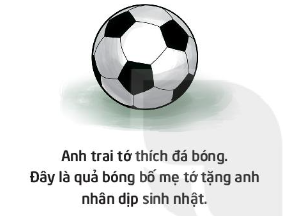 Anh trai tớ thích đá bóng.
Đây là quả bóng bố mẹ tớ tặng anh
nhân dịp sinh nhật.